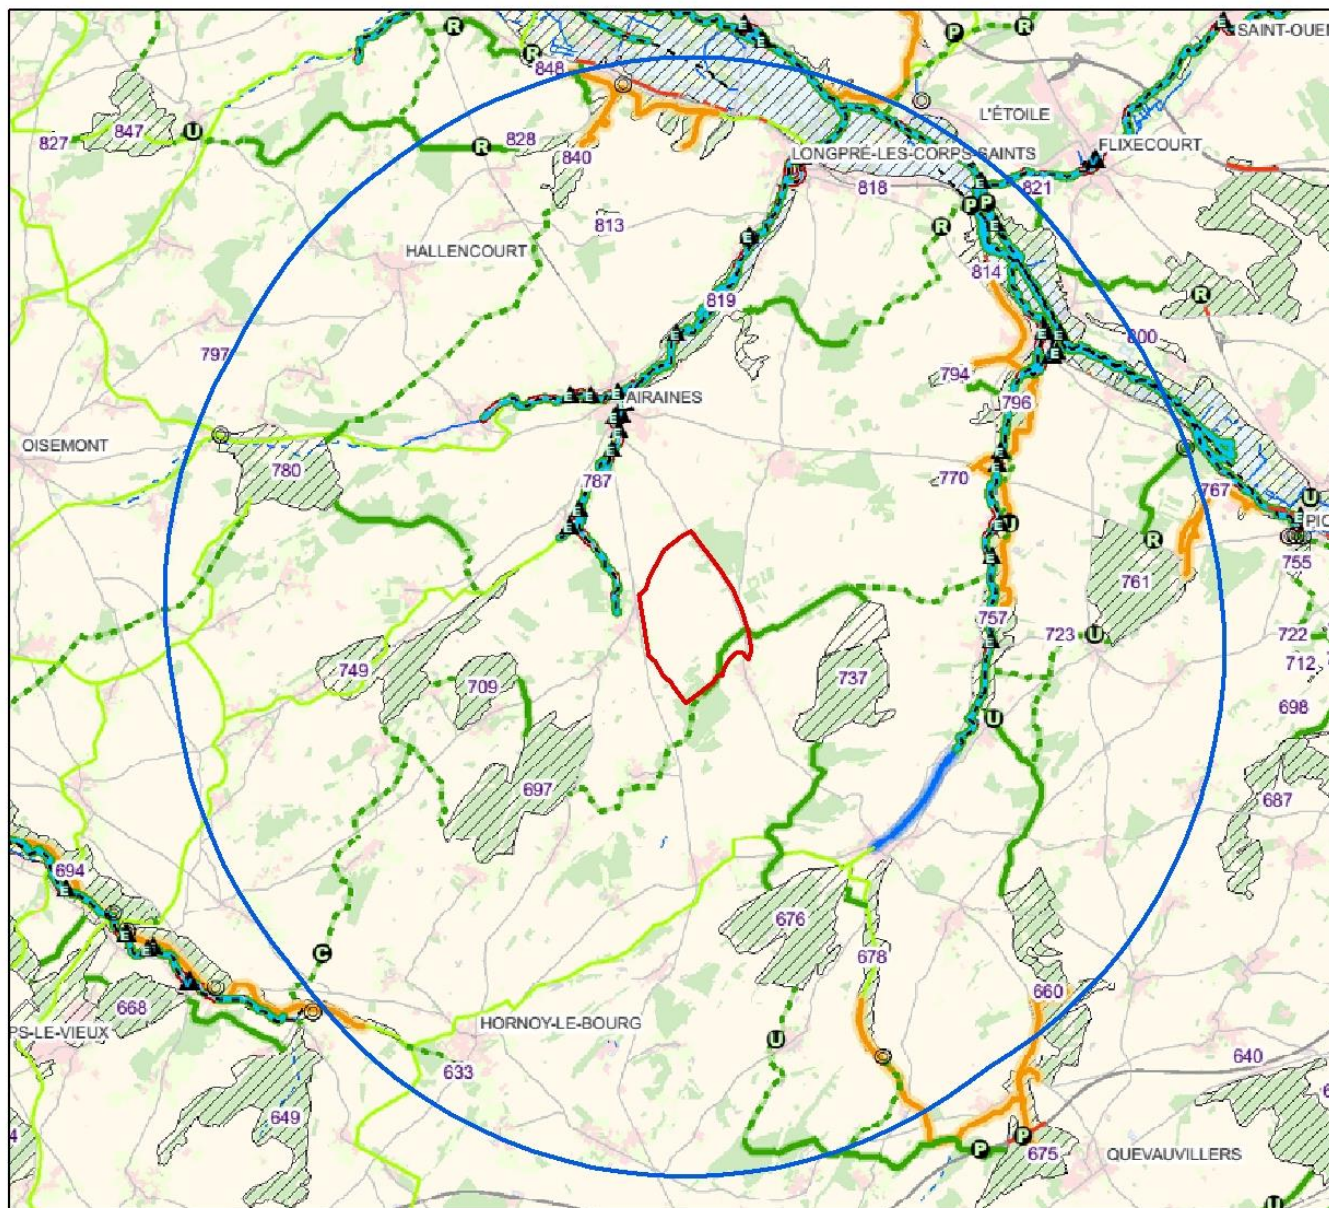 SAINT-OUEN
848
847
827
828
L'ÉTOILE
FLIXECOURT
840
LONGPRÉ-LES-CORPS-SAINTS
818
821
813
HALLENCOURT
814
819
797
800
794
796
AIRAINES
OISEMONT
780
787
770
767
PIC
755
761
757
723
722
712
749
709
737
698
697
687
694
676
678
668
660
PS-LE-VIEUX
HORNOY-LE-BOURG
633
640
649
675
QUEVAUVILLERS
R
R
P
R
E
E
E
U
R
E
P
P
E
R
E
R
E
E
E
E
E
E
E
E
E
E
U
E
U
R
E
U
E
U
E
E
E
C
U
P
P
U